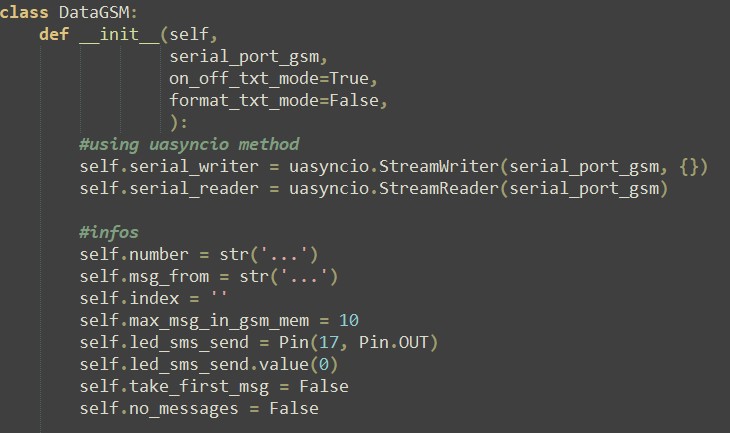 class DataGSM:
    def __init__(self,
                 serial_port_gsm,
                 on_off_txt_mode=True,
                 format_txt_mode=False,
                 ):
        #using uasyncio method
        self.serial_writer = uasyncio.StreamWriter(serial_port_gsm, {})
        self.serial_reader = uasyncio.StreamReader(serial_port_gsm)

        #infos
        self.number = str('...')
        self.msg_from = str('...')
        self.index = ''
        self.max_msg_in_gsm_mem = 10
        self.led_sms_send = Pin(17, Pin.OUT)
        self.led_sms_send.value(0)
        self.take_first_msg = False
        self.no_messages = False